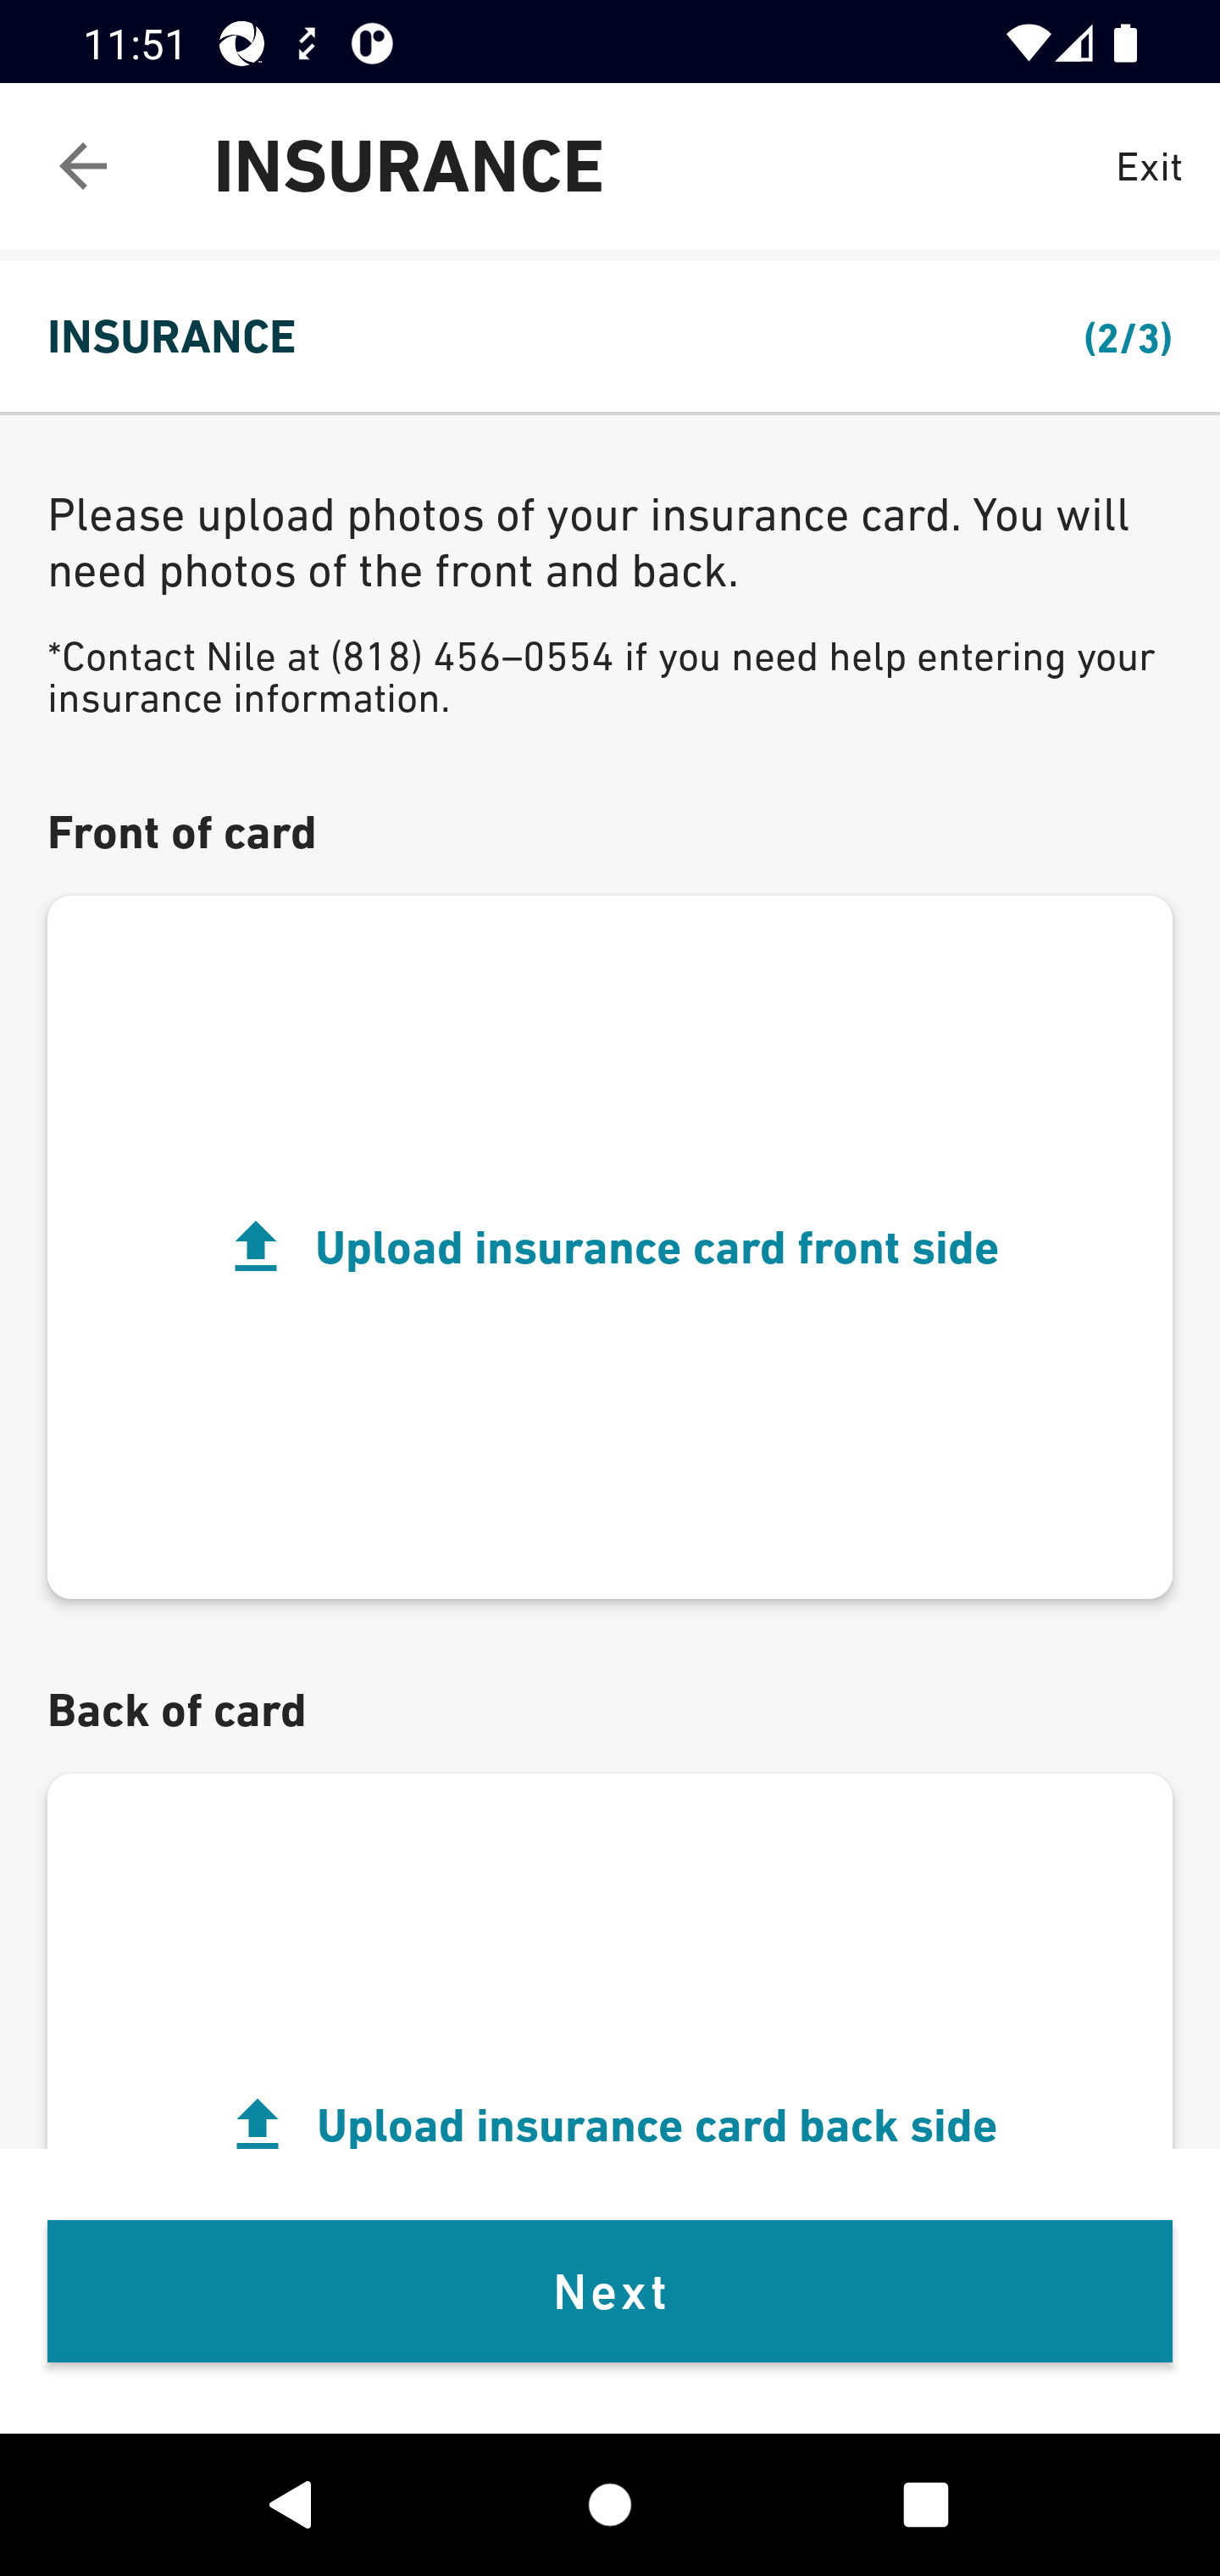 11:51
INSURANCE
Exit
INSURANCE
(2/3)
Please upload photos of your insurance card. You will
need photos of the front and back.
*Contact Nile at (818) 456–0554 if you need help entering your
insurance information.
Front of card
Upload insurance card front side
Back of card
Upload insurance card back side
Next